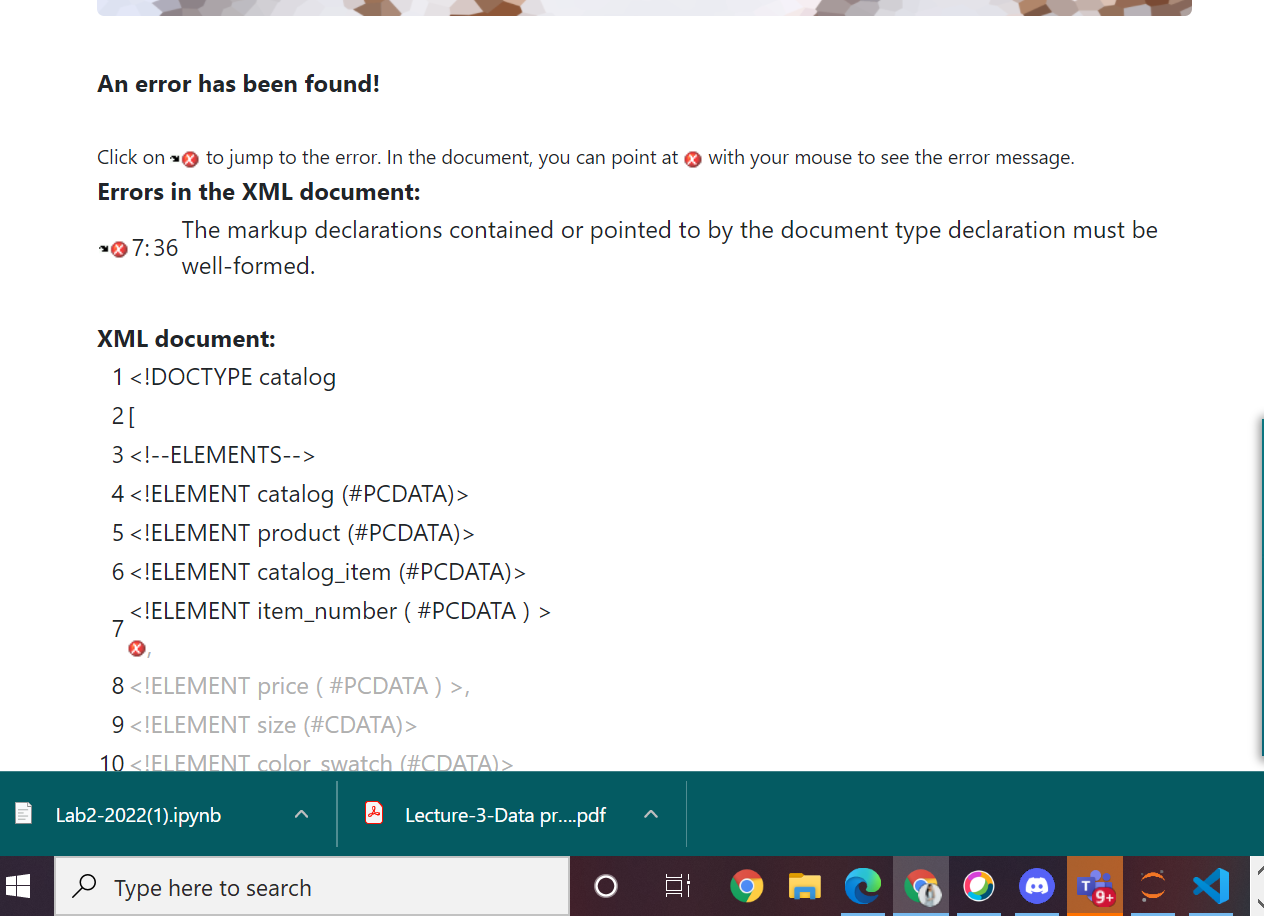 An error has been found!
Click on to jump to the error. In the document, you can point at with your mouse to see the error message.
Errors in the XML document:
7: 36 The markup declarations contained or pointed to by the document type declaration must be
well-formed.
XML document:
1 <!DOCTYPE catalog
2 [
3 <!--ELEMENTS-->
4 <!ELEMENT catalog (#PCDATA)>
5 <!ELEMENT product (#PCDATA)>
6 <!ELEMENT catalog_item (#PCDATA)>
7 <!ELEMENT item_number ( #PCDATA ) >
,
8 <!ELEMENT price ( #PCDATA ) >,
9 <!ELEMENT size (#CDATA)>
10 <!ELEMENT color_swatch (#CDATA)>
Lab2-2022(1).ipynb
Lecture-3-Data pr....pdf
Type here to search
T 9+